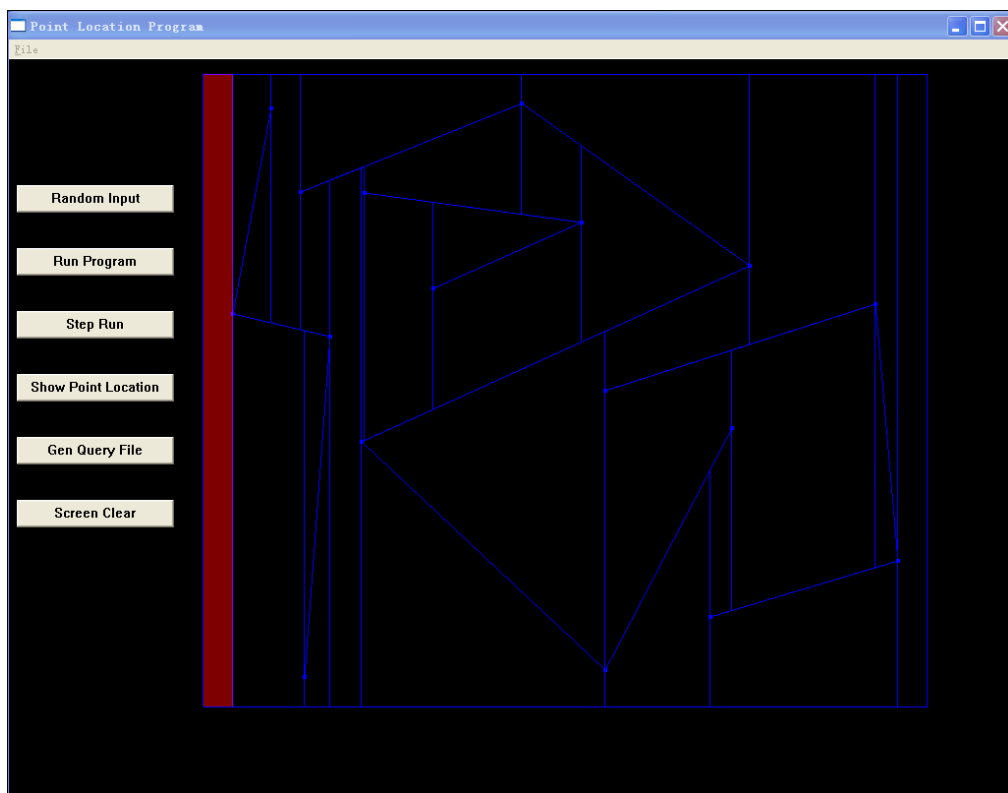 Point Location Program
File
Random Input
Run Program
Step Run
Show Point Location
Gen Query File
Screen Clear